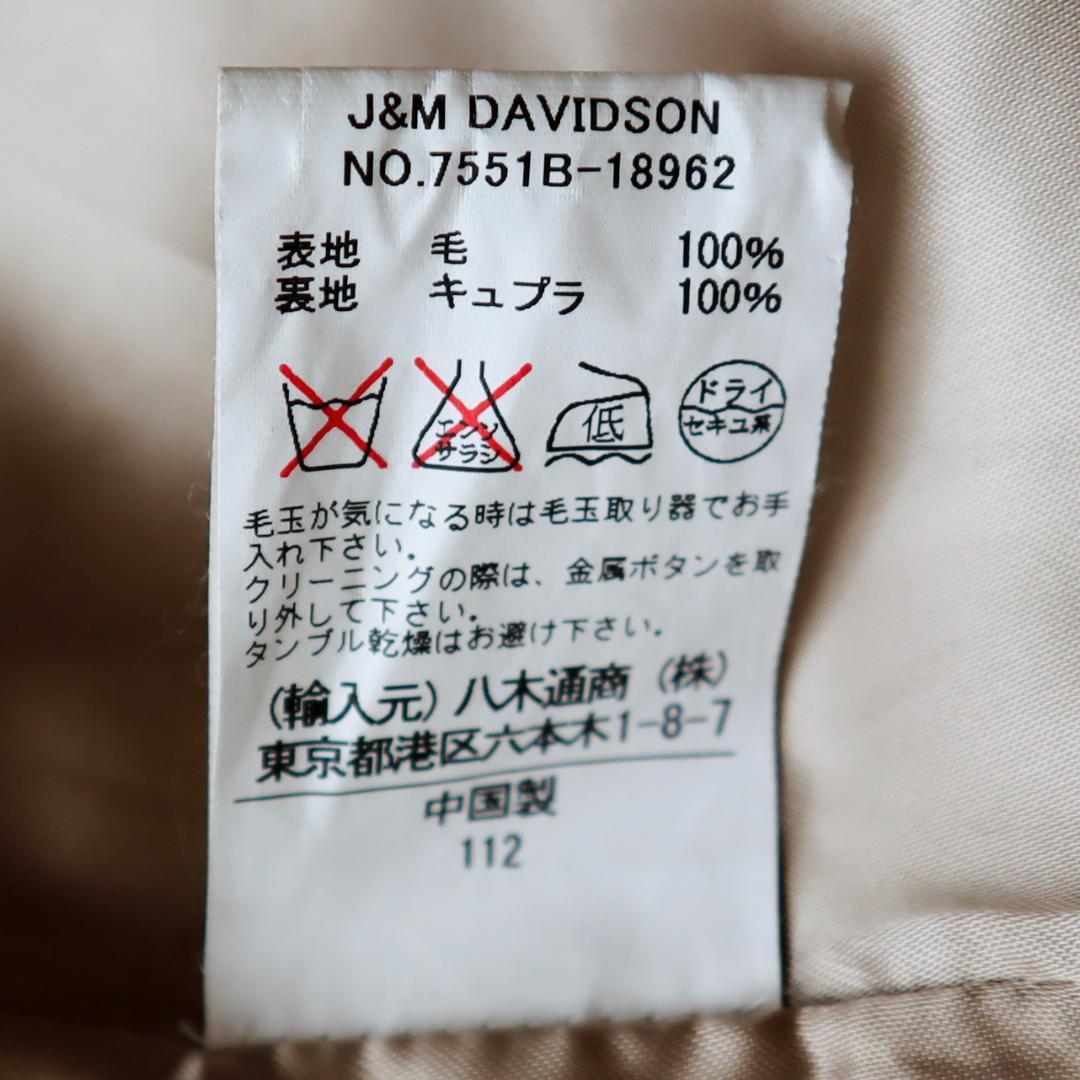 J&M DAVIDSON
NO.7551B-18962
表地 毛 100%
裏地 キュプラ 100%
エンソ サラシ 低 ドライ セキユ系
毛玉が気になる時は毛玉取り器でお手
入れ下さい.
クリーニングの際は、金属ボタンを取
り外して下さい.
タンブル乾燥はお避け下さい.
(輸入元) 八木通商 (株)
東京都港区六本木1-8-7
中国製
112